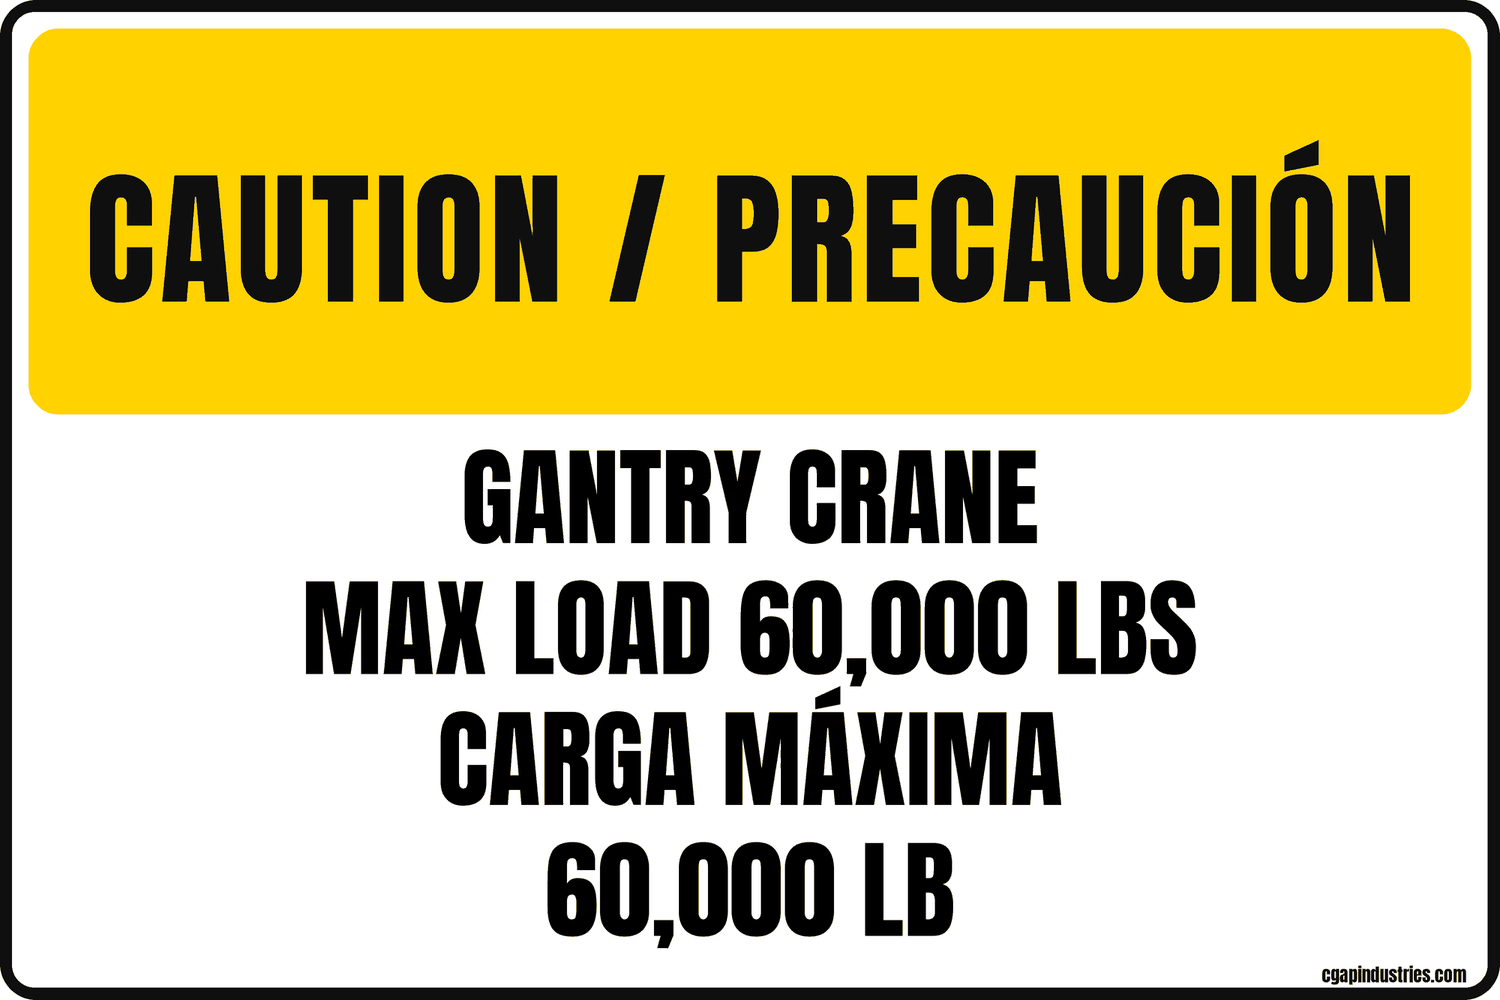 CAUTION / PRECAUCIÓN
GANTRY CRANE
MAX LOAD 60,000 LBS
CARGA MÁXIMA
60,000 LB
cgapindustries.com